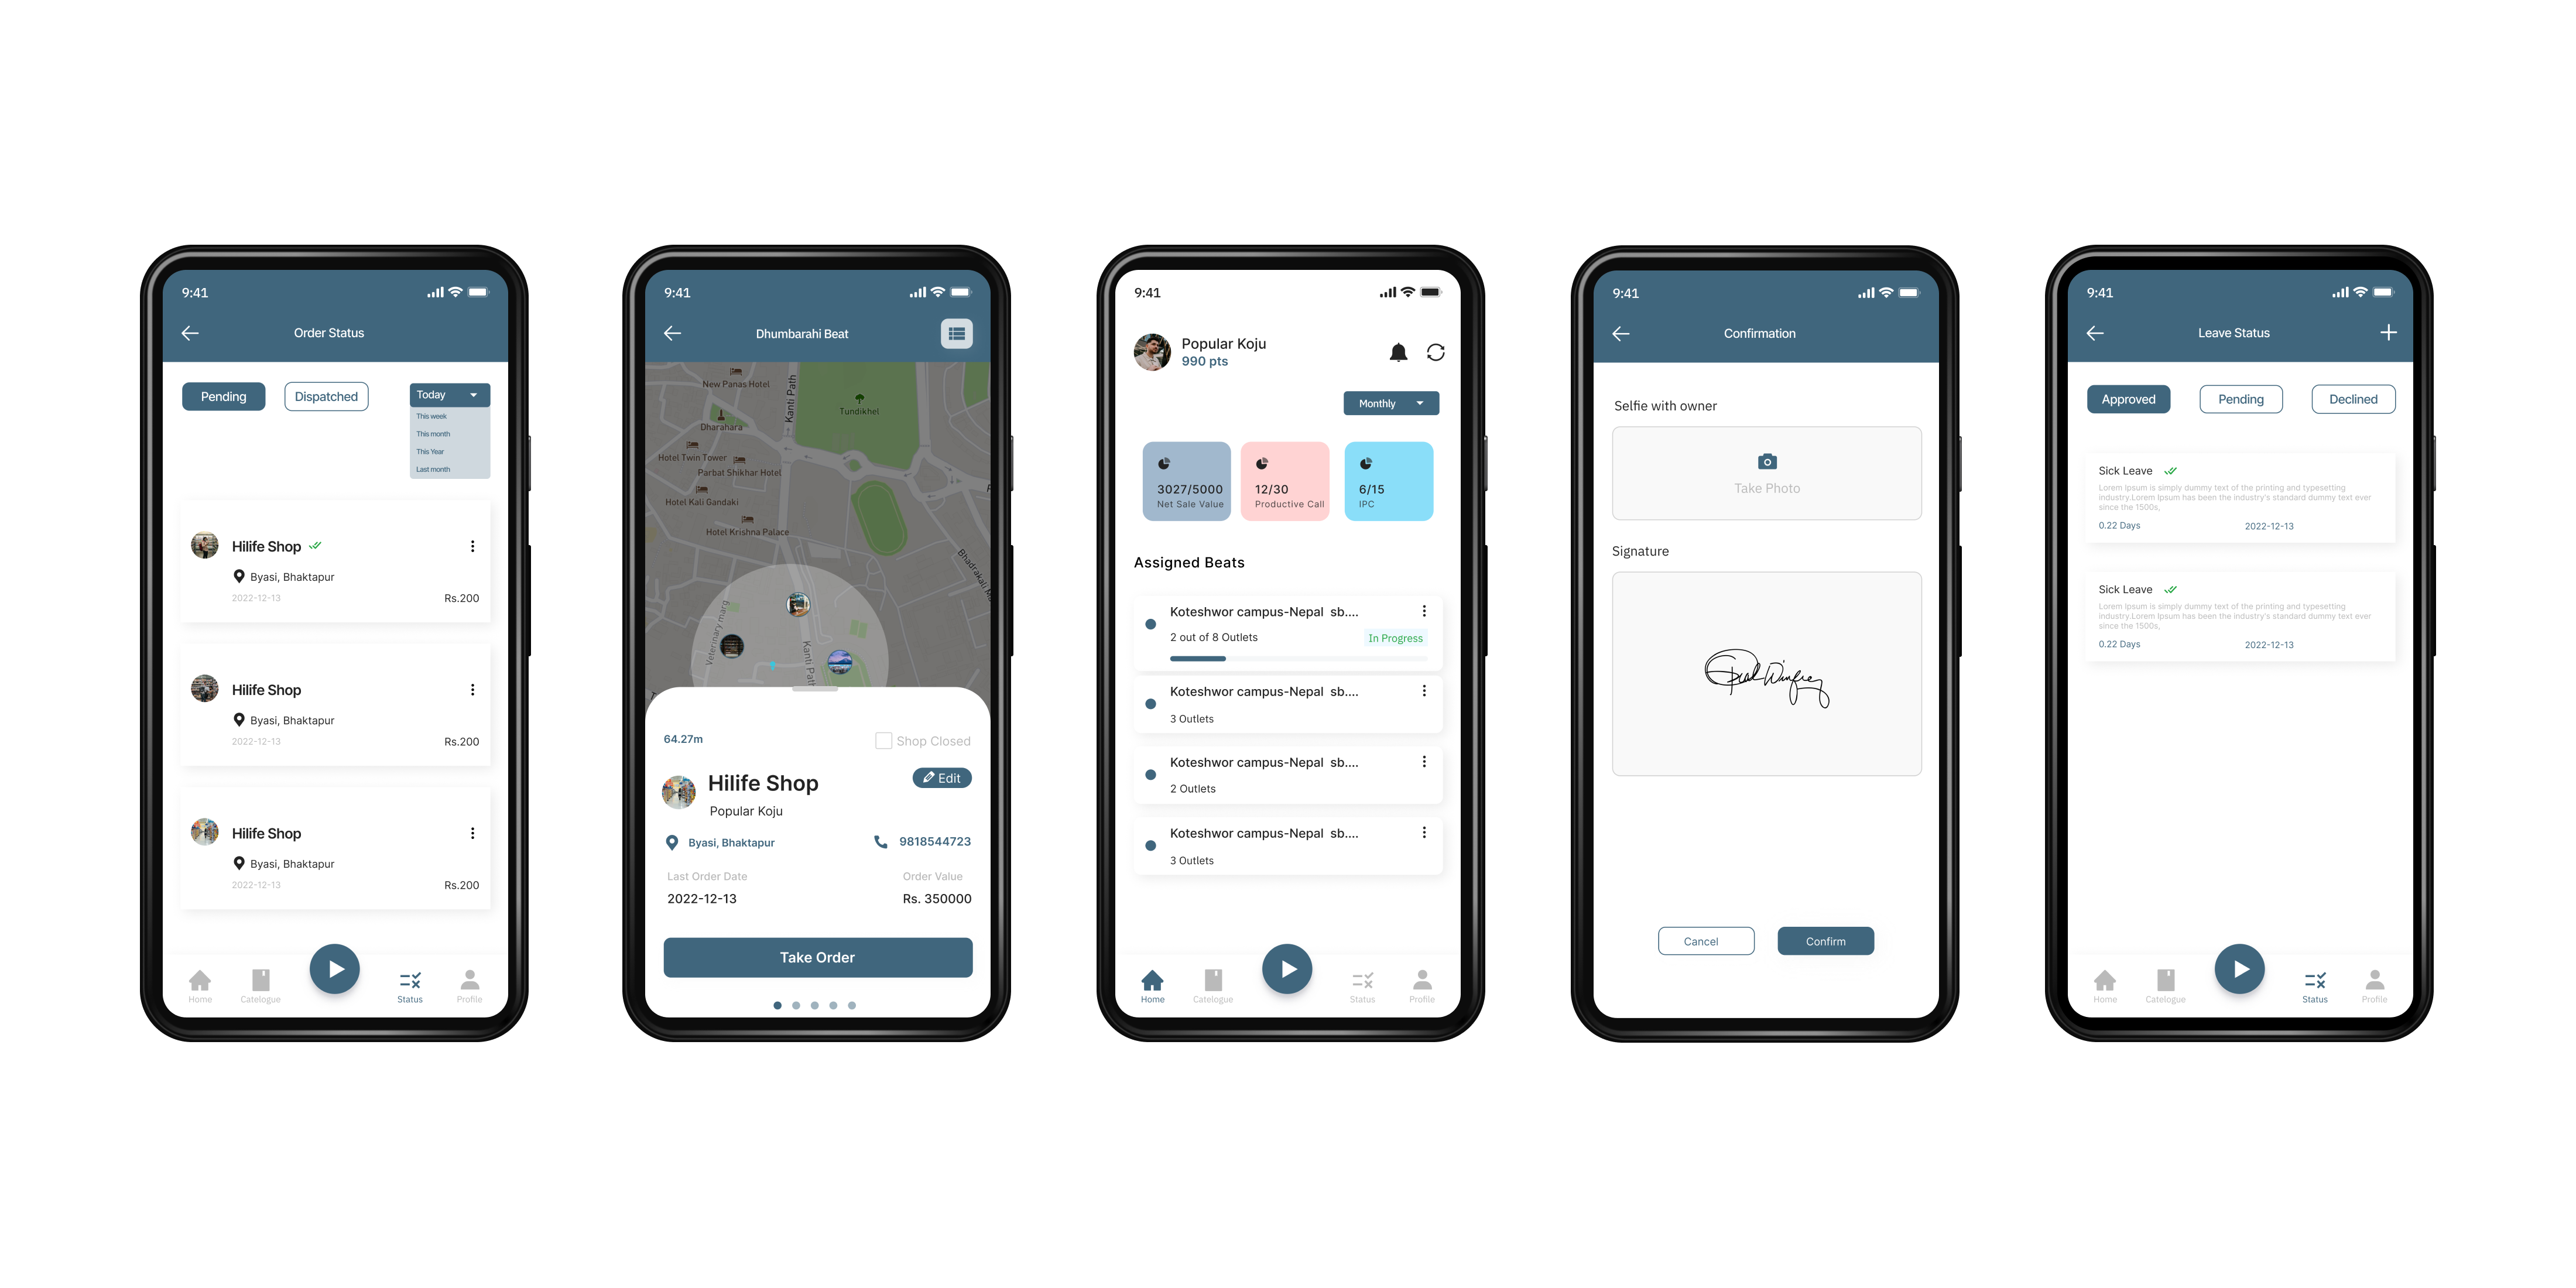 9:41
Order Status
Pending
Dispatched
Today
This week
This month
This Year
Last month
Hilife Shop
Byasi, Bhaktapur
2022-12-13
Rs.200
Hilife Shop
Byasi, Bhaktapur
2022-12-13
Rs.200
Hilife Shop
Byasi, Bhaktapur
2022-12-13
Rs.200
Home
Catelogue
Status
Profile
9:41
Dhumbarahi Beat
New Panas Hotel
Kanti Path
Tundikhel
Dharahara
Hotel Twin Tower
Parbat Shikhar Hotel
Hotel Kali Gandaki
Hotel Krishna Palace
Bhadrakali
Veterinary marg
Kanti Path
64.27m
Shop Closed
Hilife Shop
Edit
Popular Koju
Byasi, Bhaktapur
9818544723
Last Order Date
Order Value
2022-12-13
Rs. 350000
Take Order
9:41
Popular Koju
990 pts
Monthly
3027/5000
Net Sale Value
12/30
Productive Call
6/15
IPC
Assigned Beats
Koteshwor campus-Nepal sb....
2 out of 8 Outlets
In Progress
Koteshwor campus-Nepal sb....
3 Outlets
Koteshwor campus-Nepal sb....
2 Outlets
Koteshwor campus-Nepal sb....
3 Outlets
Home
Catelogue
Status
Profile
9:41
Confirmation
Selfie with owner
Take Photo
Signature
Cancel
Confirm
9:41
Leave Status
Approved
Pending
Declined
Sick Leave
Lorem Ipsum is simply dummy text of the printing and typesetting
industry.Lorem Ipsum has been the industry's standard dummy text ever
since the 1500s,
0.22 Days
2022-12-13
Sick Leave
Lorem Ipsum is simply dummy text of the printing and typesetting
industry.Lorem Ipsum has been the industry's standard dummy text ever
since the 1500s,
0.22 Days
2022-12-13
Home
Catelogue
Status
Profile